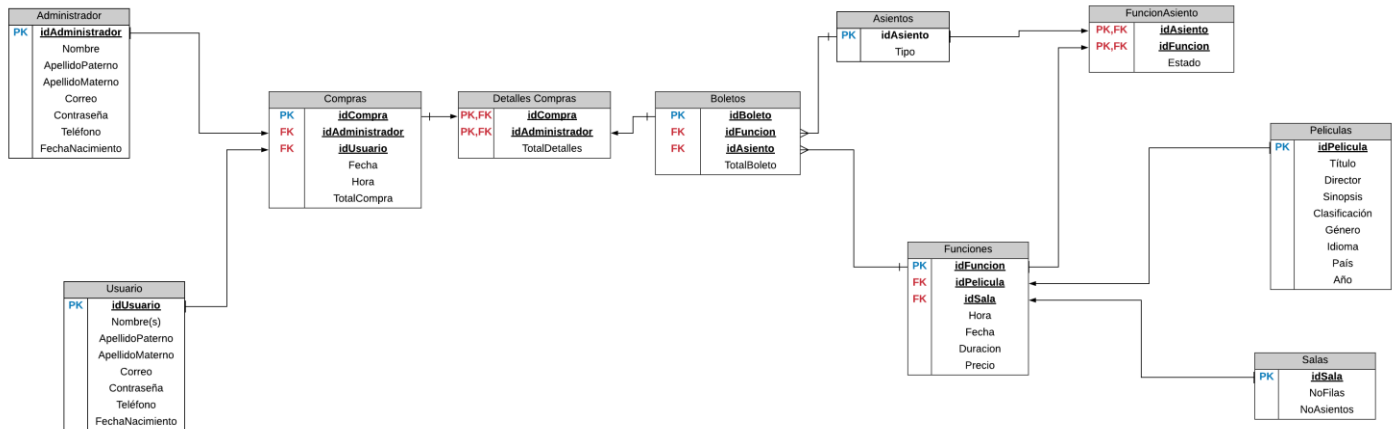 Administrador
PK idAdministrador
Nombre
ApellidoPaterno
ApellidoMaterno
Correo
Contraseña
Teléfono
FechaNacimiento
Usuario
PK idUsuario
Nombre(s)
ApellidoPaterno
ApellidoMaterno
Correo
Contraseña
Teléfono
FechaNacimiento
Compras
PK idCompra
FK idAdministrador
FK idUsuario
Fecha
Hora
TotalCompra
Detalles Compras
PK,FK idCompra
PK,FK idAdministrador
TotalDetalles
Boletos
PK idBoleto
FK idFuncion
FK idAsiento
TotalBoleto
Asientos
PK idAsiento
Tipo
FuncionAsiento
PK,FK idAsiento
PK,FK idFuncion
Estado
Funciones
PK idFuncion
FK idPelicula
FK idSala
Hora
Fecha
Duracion
Precio
Peliculas
PK idPelicula
Título
Director
Sinopsis
Clasificación
Género
Idioma
País
Año
Salas
PK idSala
NoFilas
NoAsientos